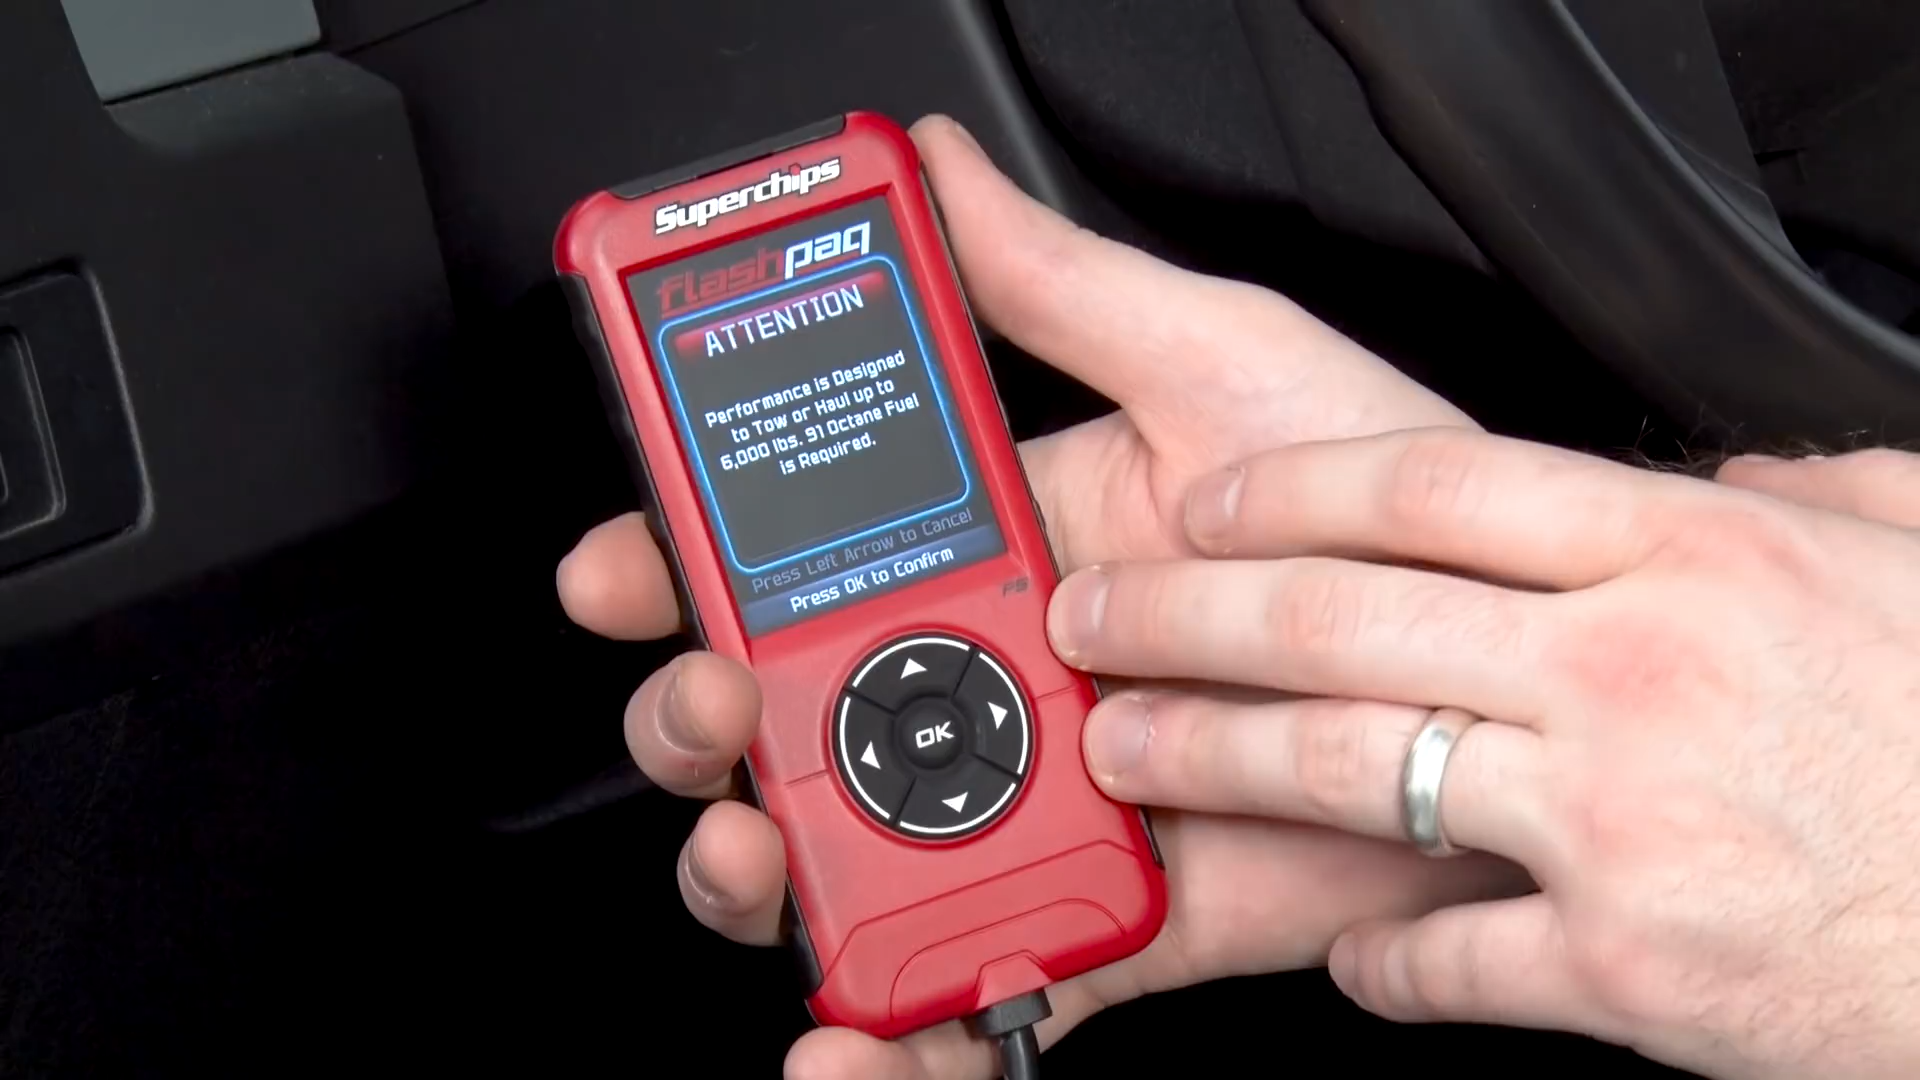 Superchips
flashpaq
ATTENTION
Performance is Designed
to Tow or Haul up to
6,000 lbs. 91 Octane Fuel
is Required.
Press Left Arrow to Cancel
Press OK to Confirm
F5
OK